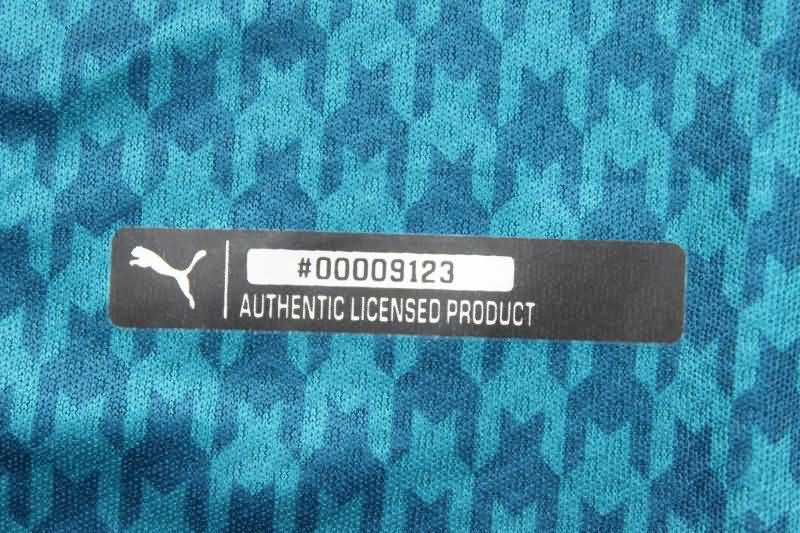 #00009123
AUTHENTIC LICENSED PRODUCT